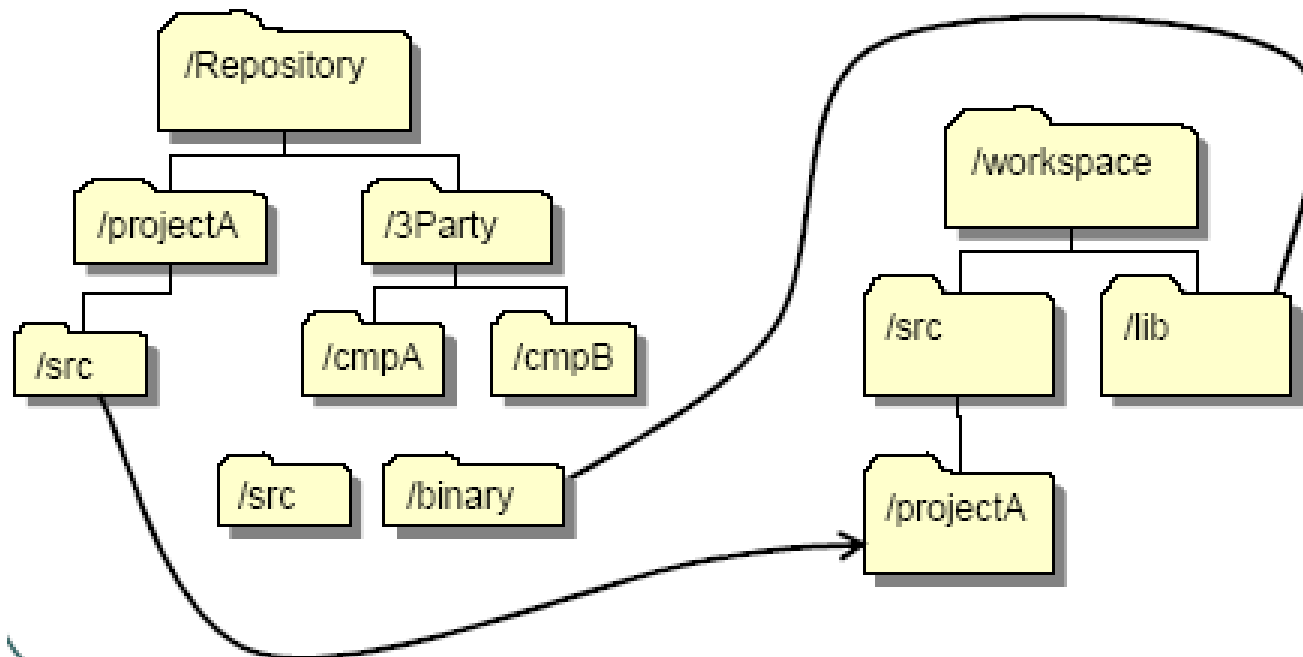 /Repository
/projectA
/3Party
/src
/cmpA
/cmpB
/src
/binary
/workspace
/src
/lib
/projectA